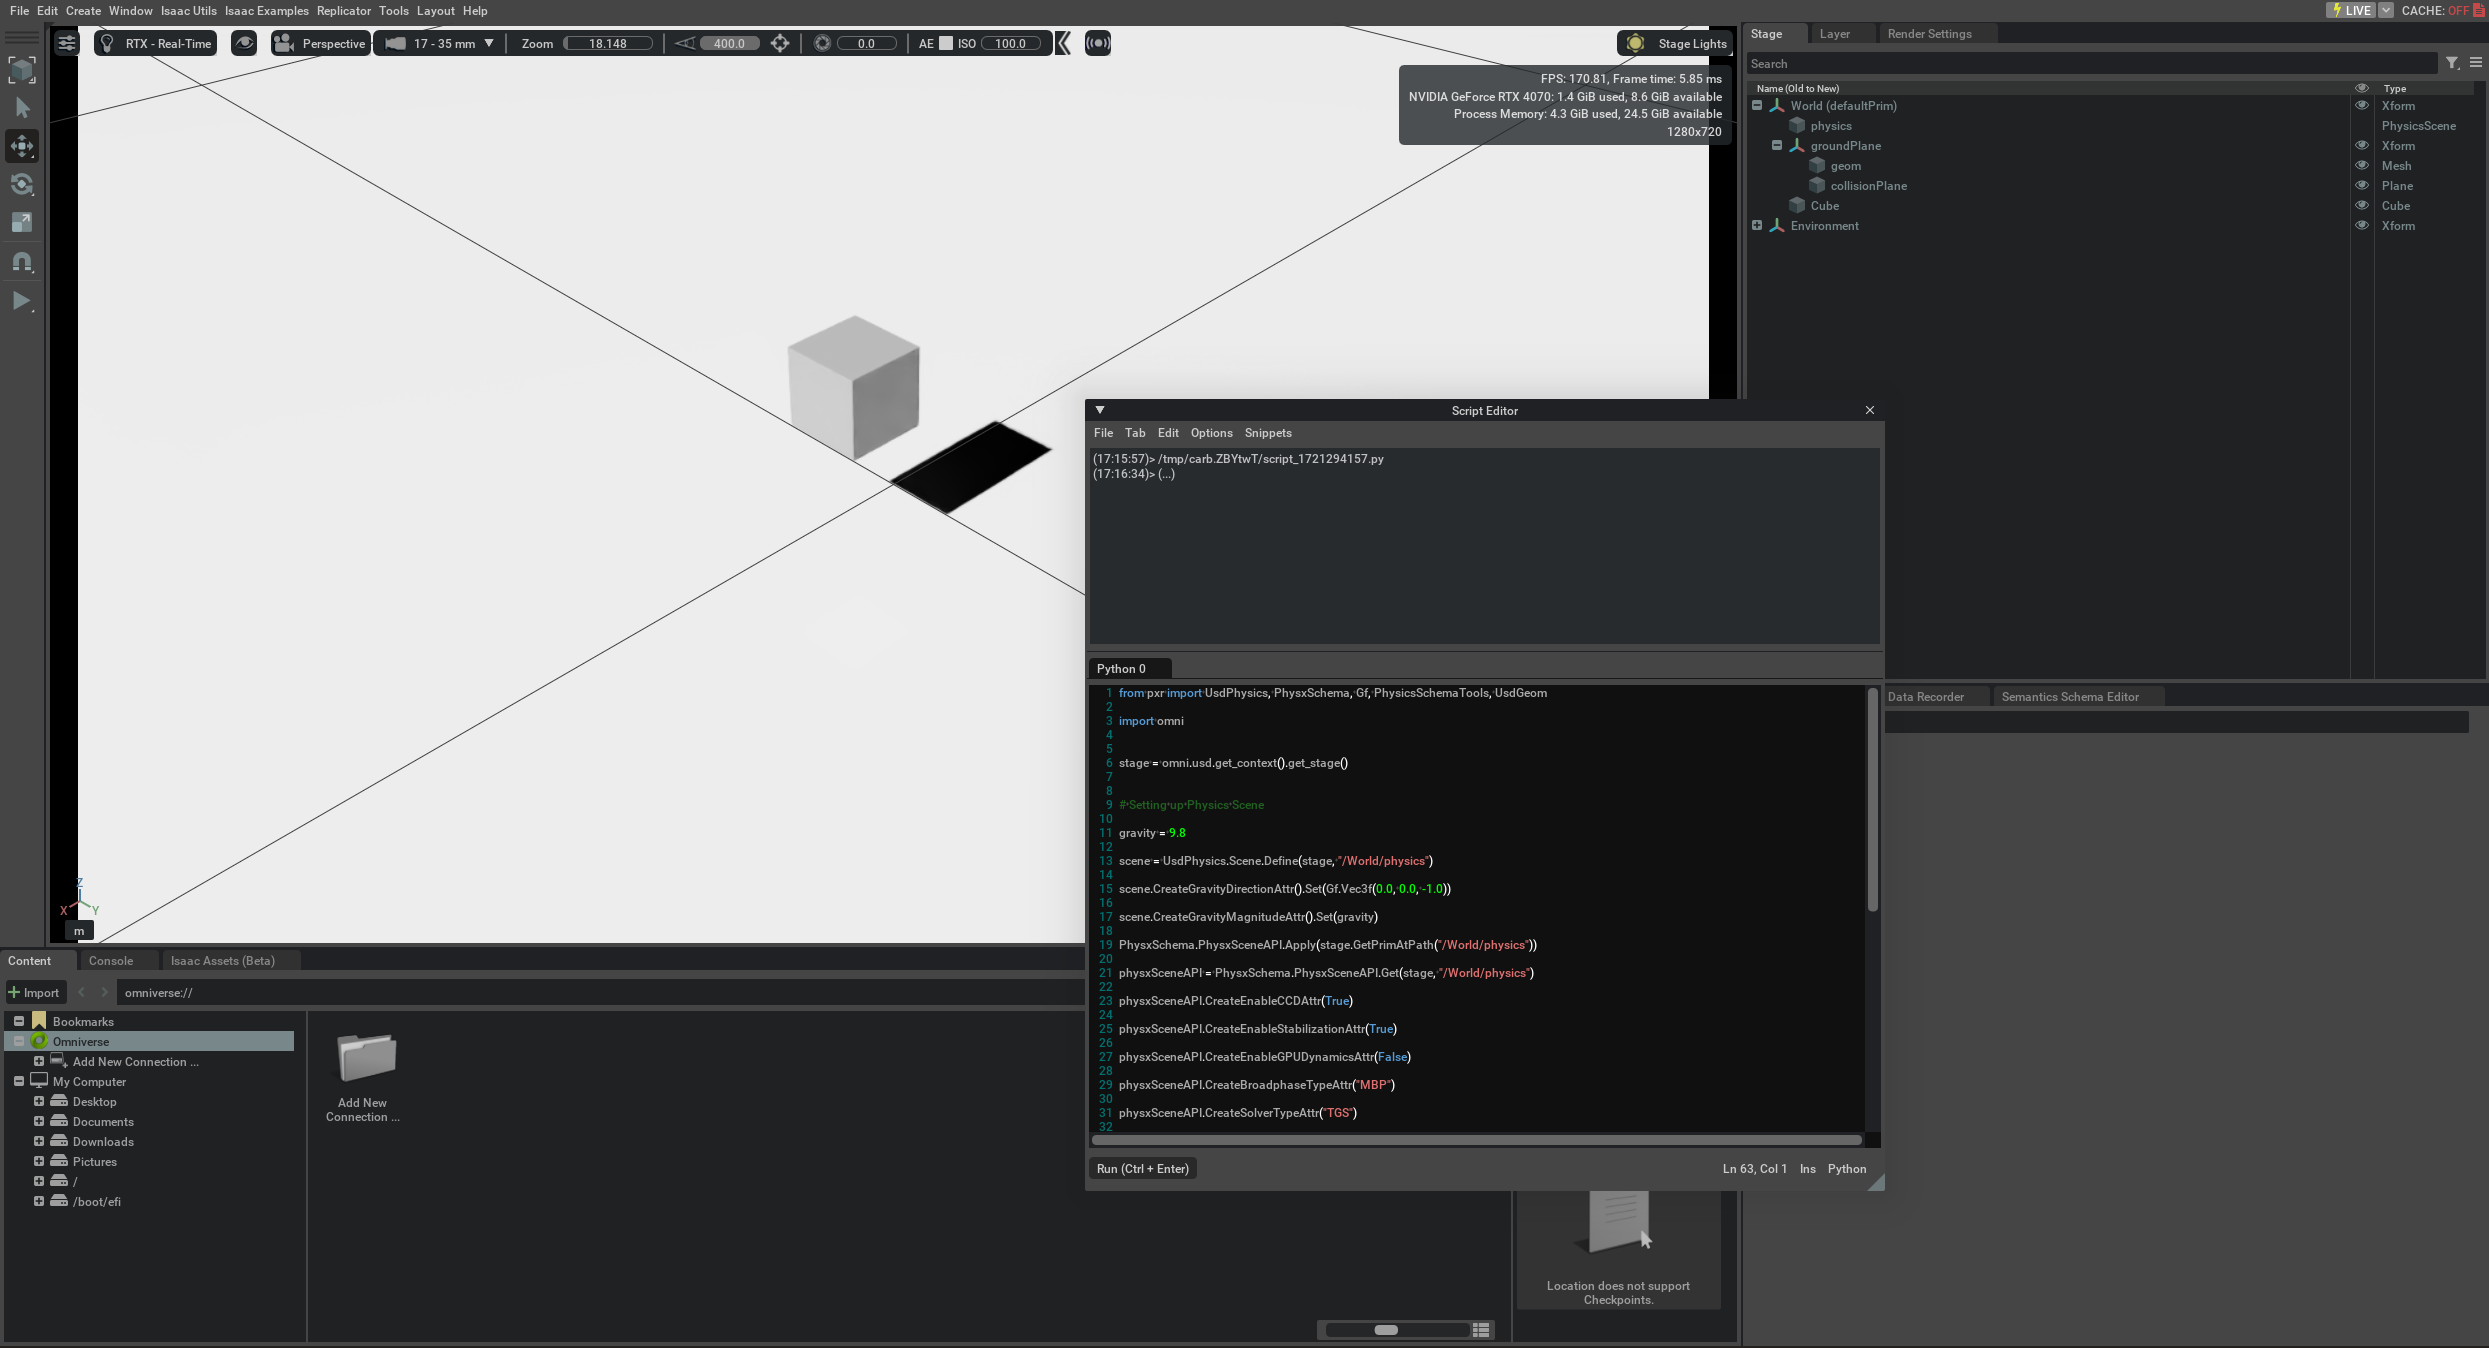 File Edit Create Window Isaac Utils Isaac Examples Replicator Tools Layout Help
LIVE CACHE: OFF
RTX - Real-Time Perspective 17 - 35 mm Zoom 18.148 400.0 0.0 AE ISO 100.0
Stage Lights
FPS: 170.81, Frame time: 5.85 ms
NVIDIA GeForce RTX 4070: 1.4 GiB used, 8.6 GiB available
Process Memory: 4.3 GiB used, 24.5 GiB available
1280x720
Z
X Y
m
Stage Layer Render Settings
Search
Name (Old to New) Type
World (defaultPrim) Xform
physics PhysicsScene
groundPlane Xform
geom Mesh
collisionPlane Plane
Cube Cube
Environment Xform
Script Editor
File Tab Edit Options Snippets
(17:15:57)> /tmp/carb.ZBYtwT/script_1721294157.py
(17:16:34)> (...)
Python 0
1 from pxr import UsdPhysics, PhysxSchema, Gf, PhysicsSchemaTools, UsdGeom
2
3 import omni
4
5
6 stage = omni.usd.get_context().get_stage()
7
8
9 # Setting up Physics Scene
10
11 gravity = 9.8
12
13 scene = UsdPhysics.Scene.Define(stage, "/World/physics")
14
15 scene.CreateGravityDirectionAttr().Set(Gf.Vec3f(0.0, 0.0, -1.0))
16
17 scene.CreateGravityMagnitudeAttr().Set(gravity)
18
19 PhysxSchema.PhysxSceneAPI.Apply(stage.GetPrimAtPath("/World/physics"))
20
21 physxSceneAPI = PhysxSchema.PhysxSceneAPI.Get(stage, "/World/physics")
22
23 physxSceneAPI.CreateEnableCCDAttr(True)
24
25 physxSceneAPI.CreateEnableStabilizationAttr(True)
26
27 physxSceneAPI.CreateEnableGPUDynamicsAttr(False)
28
29 physxSceneAPI.CreateBroadphaseTypeAttr("MBP")
30
31 physxSceneAPI.CreateSolverTypeAttr("TGS")
32
Run (Ctrl + Enter) Ln 63, Col 1 Ins Python
Data Recorder Semantics Schema Editor
Content Console Isaac Assets (Beta)
Import omniverse://
Bookmarks
Omniverse
Add New Connection ...
My Computer
Desktop
Documents
Downloads
Pictures
/
/boot/efi
Add New
Connection ...
Location does not support
Checkpoints.